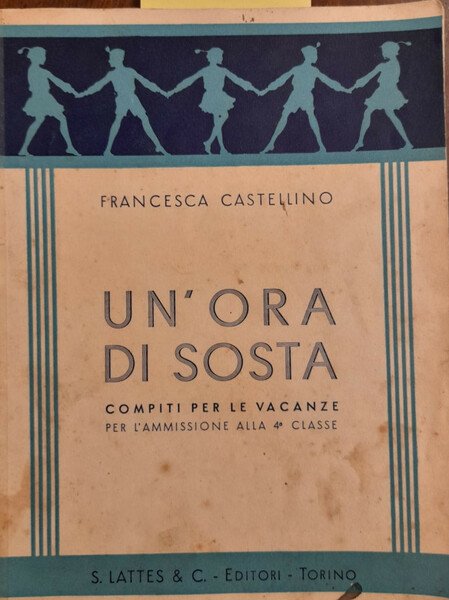 FRANCESCA CASTELLINO
UN'ORA
DI SOSTA
COMPITI PER LE VACANZE
PER L'AMMISSIONE ALLA 4ª CLASSE
S. LATTES & C. - EDITORI - TORINO